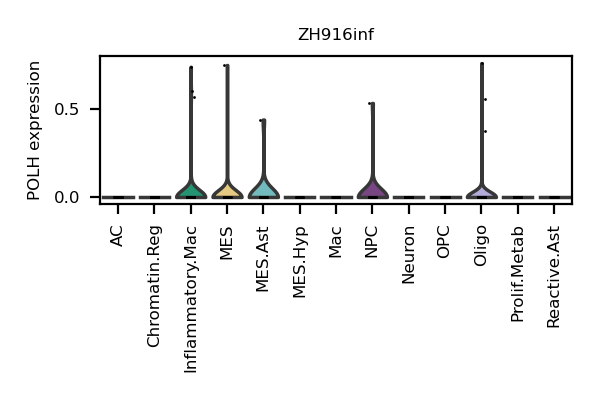 ZH916inf
POLH expression
0.5
0.0
AC
Chromatin.Reg
Inflammatory.Mac
MES
MES.Ast
MES.Hyp
Mac
NPC
Neuron
OPC
Oligo
Prolif.Metab
Reactive.Ast